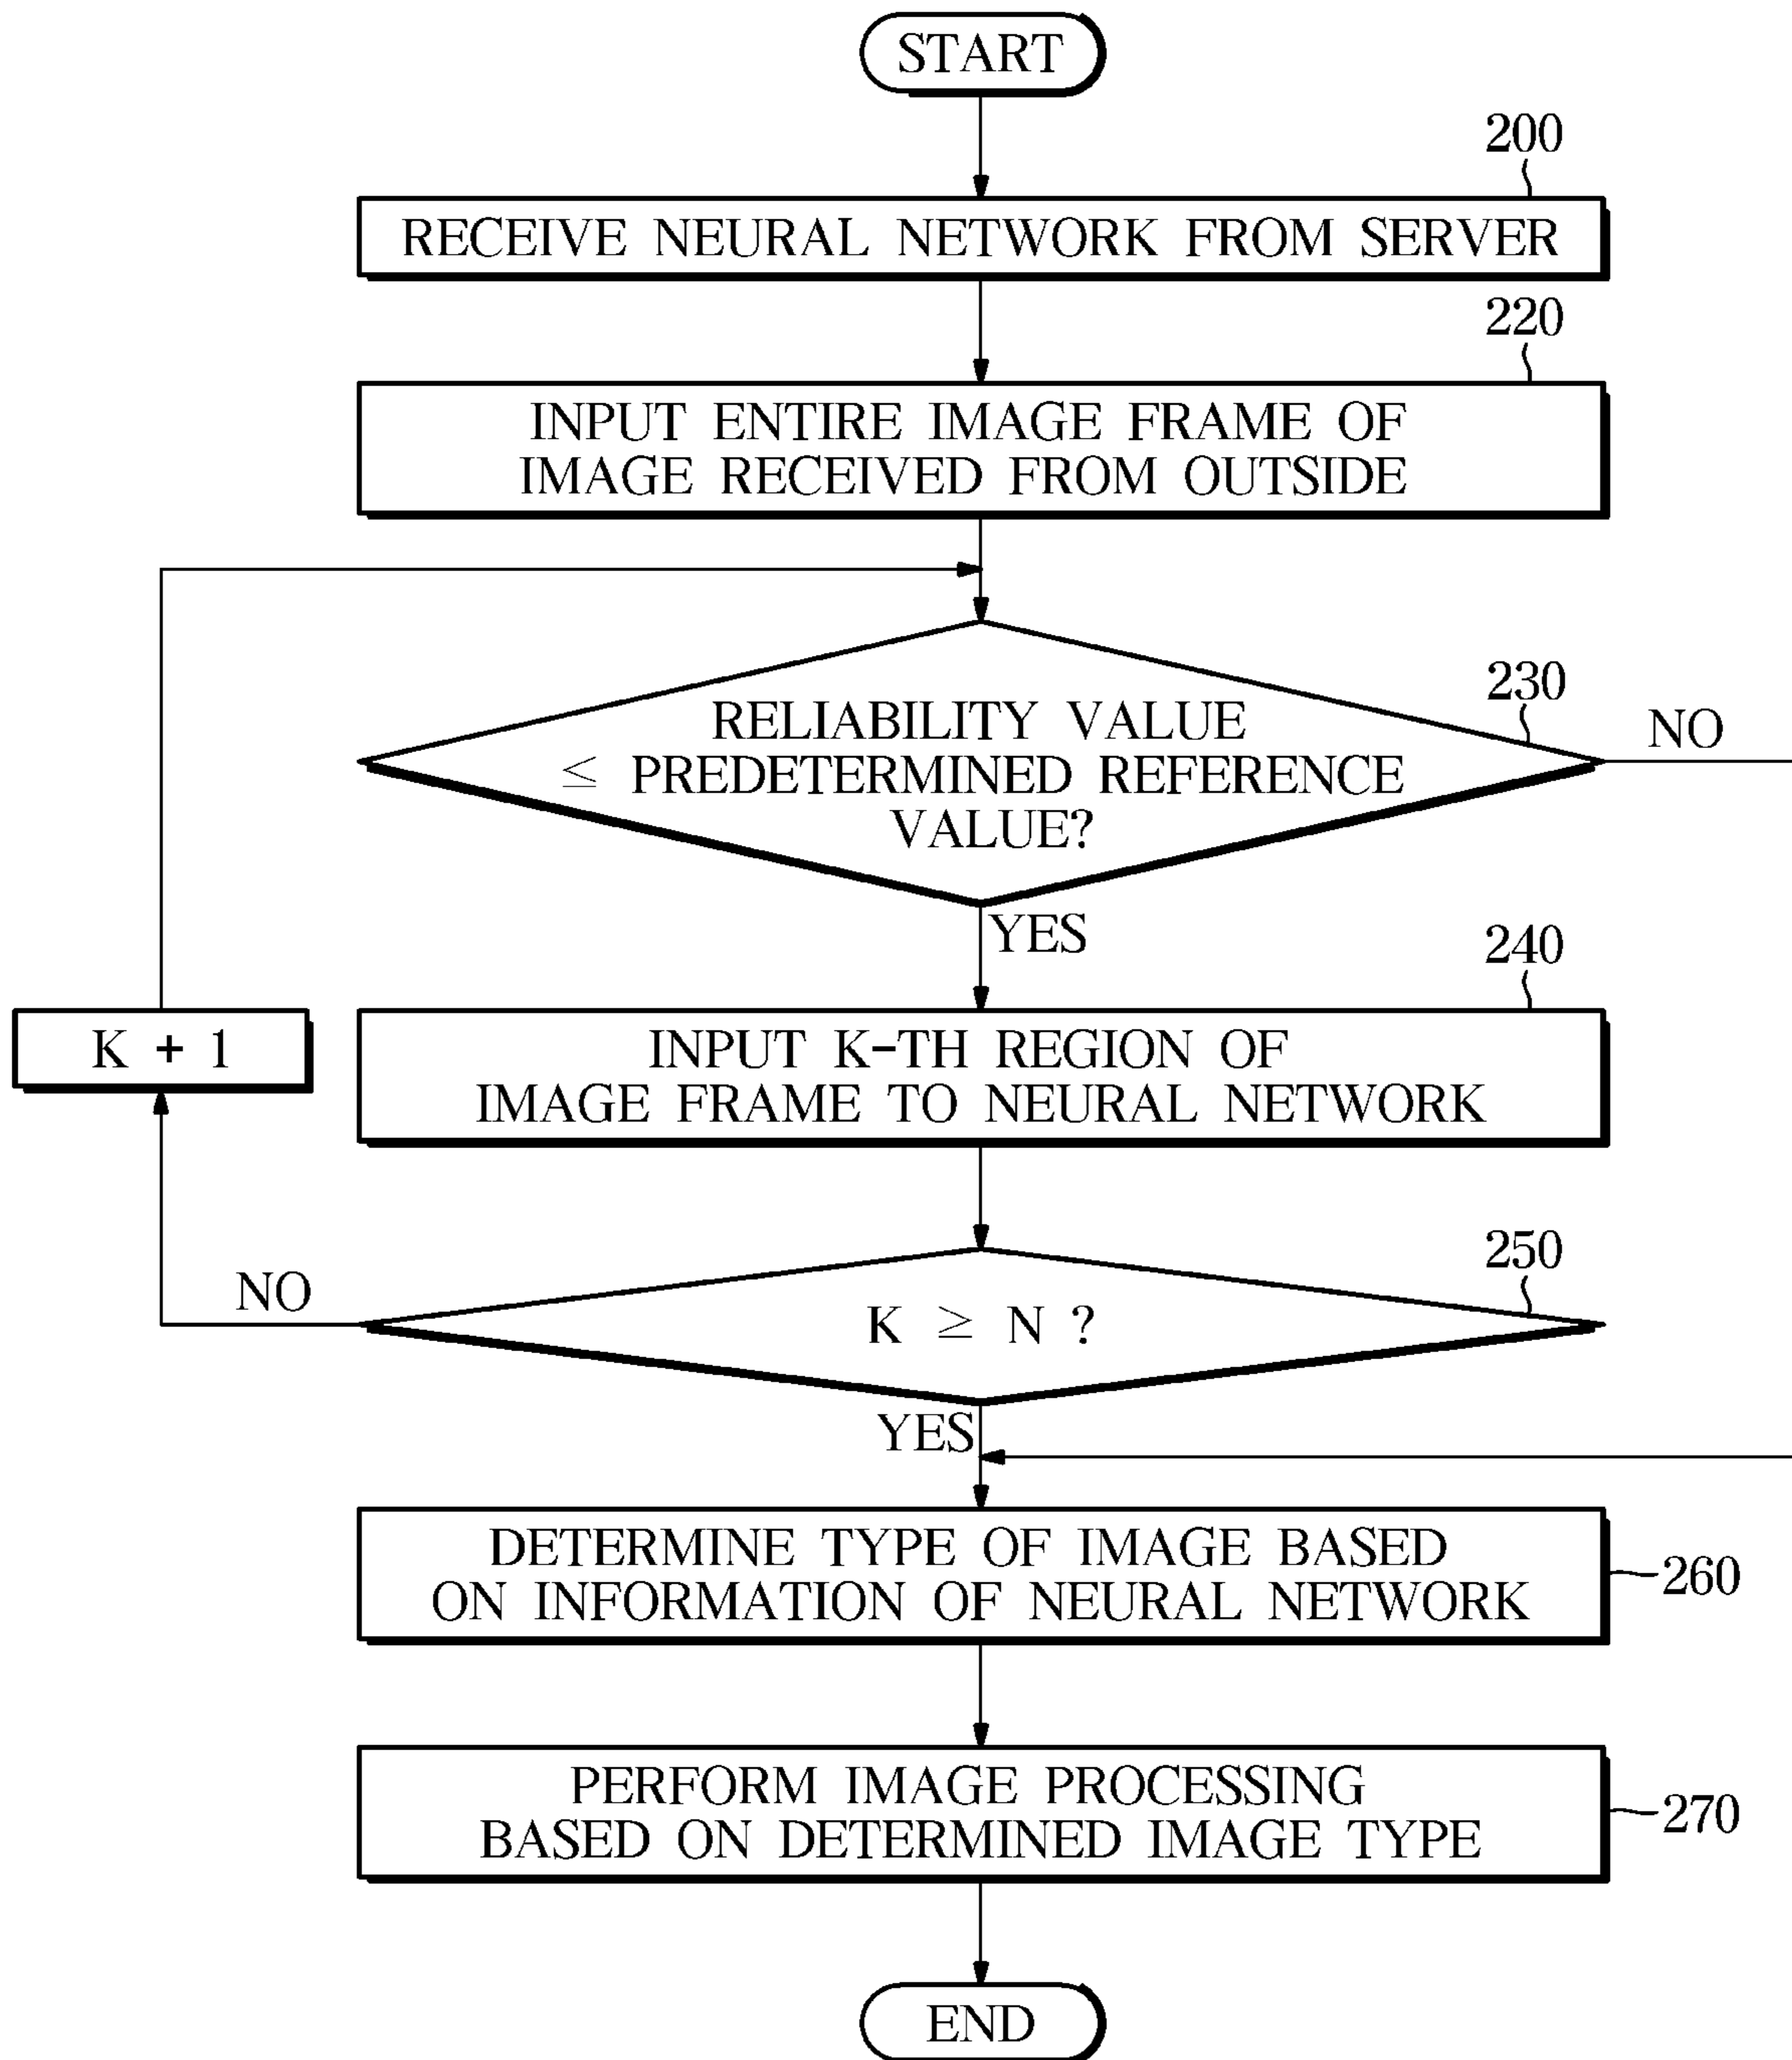 START
200
RECEIVE NEURAL NETWORK FROM SERVER
220
INPUT ENTIRE IMAGE FRAME OF
IMAGE RECEIVED FROM OUTSIDE
230
RELIABILITY VALUE
≤ PREDETERMINED REFERENCE
VALUE?
NO
YES
240
K + 1
INPUT K-TH REGION OF
IMAGE FRAME TO NEURAL NETWORK
250
NO
K ≥ N ?
YES
DETERMINE TYPE OF IMAGE BASED
ON INFORMATION OF NEURAL NETWORK
260
PERFORM IMAGE PROCESSING
BASED ON DETERMINED IMAGE TYPE
270
END